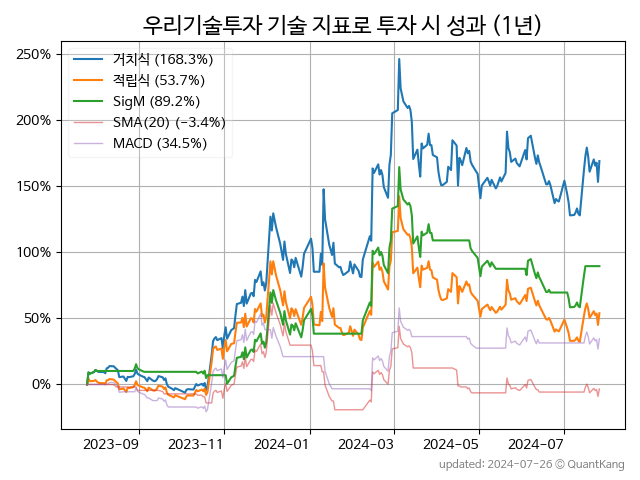 우리기술투자 기술 지표로 투자 시 성과 (1년)
250%
200%
150%
100%
50%
0%
거치식 (168.3%)
적립식 (53.7%)
SigM (89.2%)
SMA(20) (-3.4%)
MACD (34.5%)
2023-09
2023-11
2024-01
2024-03
2024-05
2024-07
updated: 2024-07-26 © QuantKang